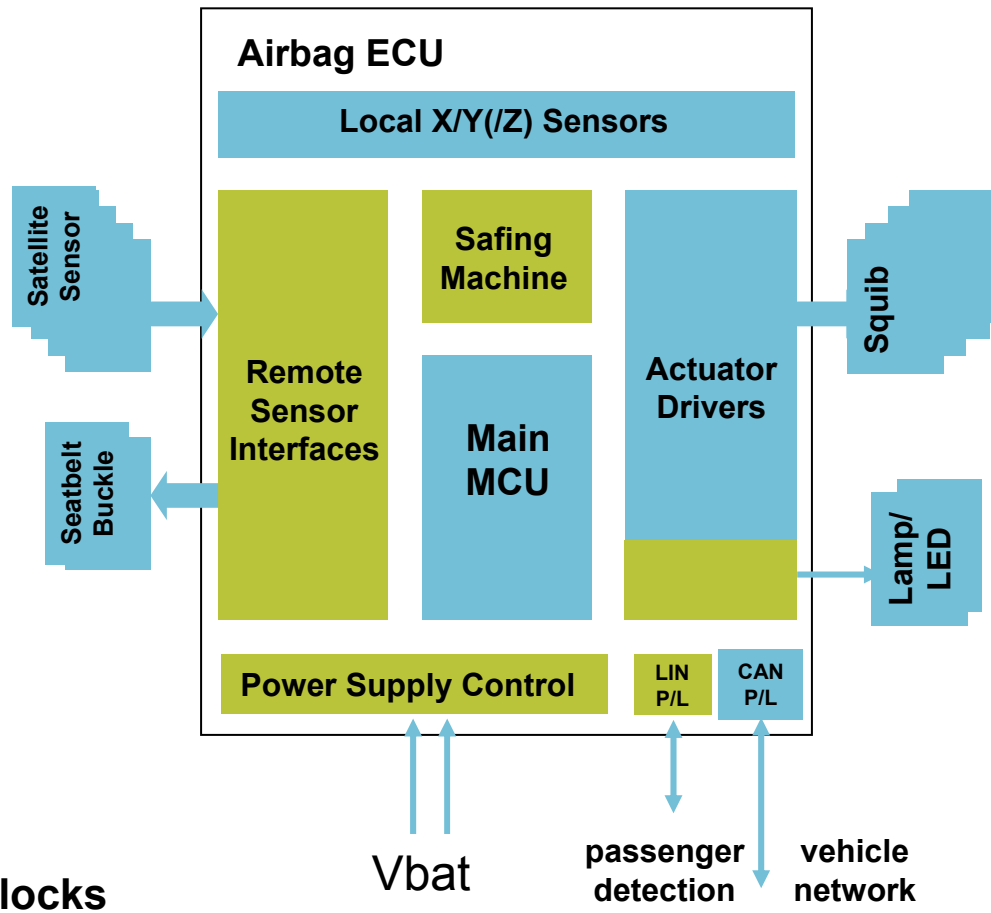 Airbag ECU
Local X/Y(/Z) Sensors
Satellite
Sensor
Safing
Machine
Squib
Remote
Sensor
Interfaces
Actuator
Drivers
Main
MCU
Seatbelt
Buckle
Lamp/
LED
Power Supply Control
LIN
P/L
CAN
P/L
Vbat
passenger
detection
vehicle
network
locks